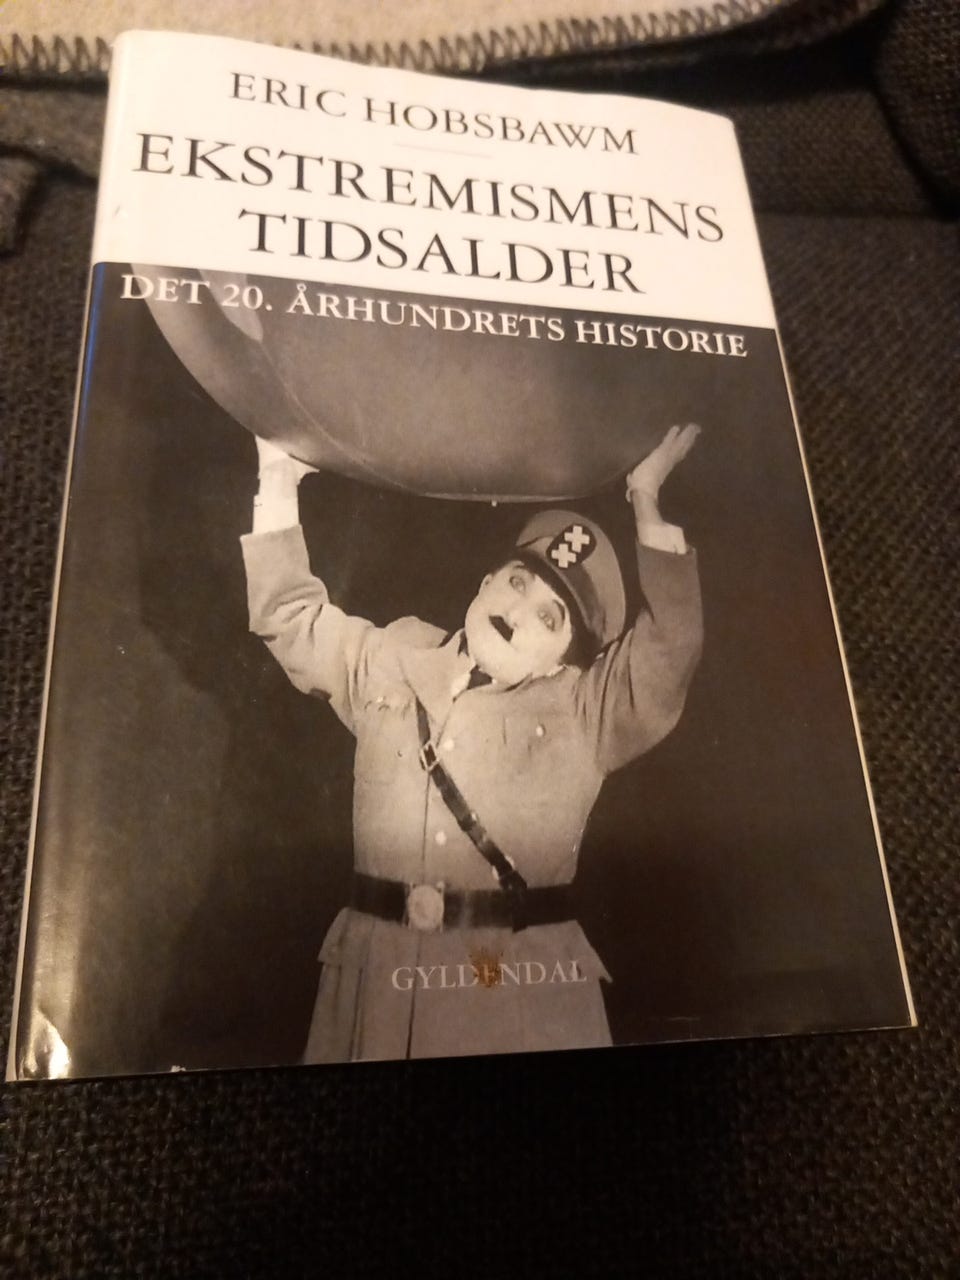 ERIC HOBSBAWM
EKSTREMISMENS
TIDSALDER
DET 20. ÅRHUNDRETS HISTORIE
GYLDENDAL